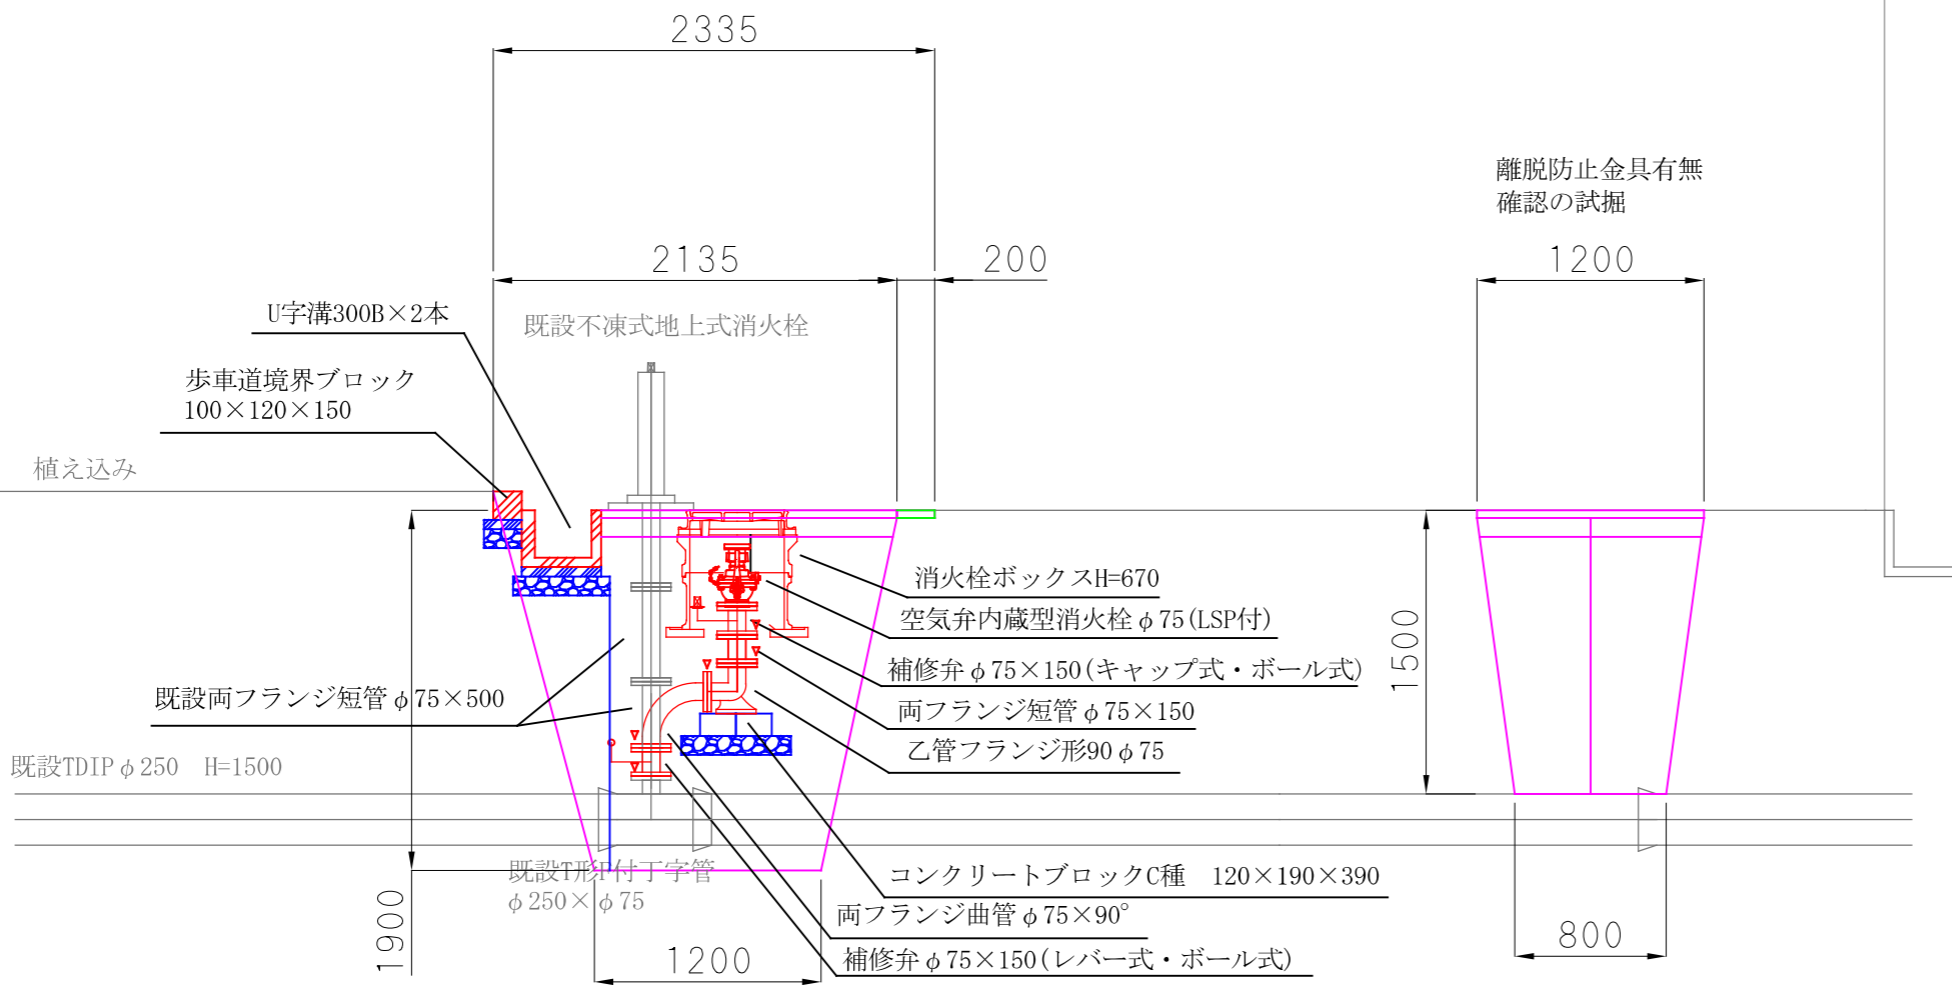 2335
離脱防止金具有無
確認の試掘
2135
200
1200
U字溝300B×2本
既設不凍式地上式消火栓
歩車道境界ブロック
100×120×150
植え込み
消火栓ボックスH=670
空気弁内蔵型消火栓φ75(LSP付)
1500
補修弁φ75×150(キャップ式・ボール式)
既設両フランジ短管φ75×500
両フランジ短管φ75×150
乙管フランジ形90φ75
既設TDIPφ250 H=1500
既設T形F付丁字管
φ250×φ75
コンクリートブロックC種 120×190×390
両フランジ曲管φ75×90°
1900
800
1200
補修弁φ75×150(レバー式・ボール式)